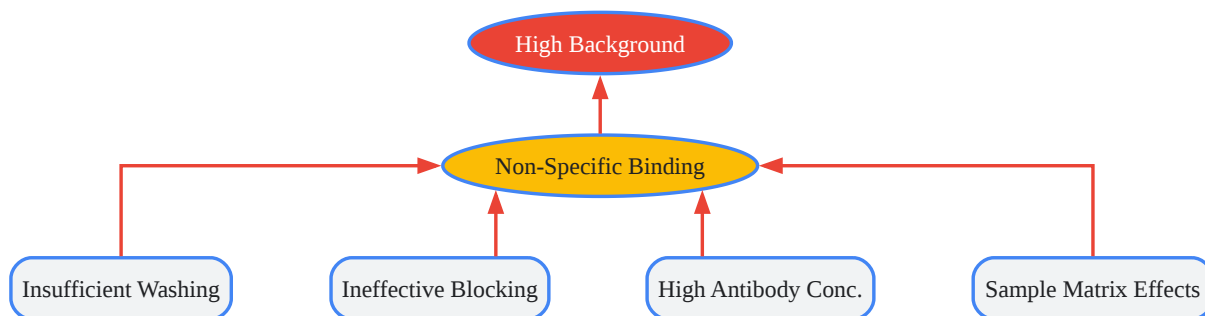 High Background
Non-Specific Binding
Insufficient Washing
Ineffective Blocking
High Antibody Conc.
Sample Matrix Effects